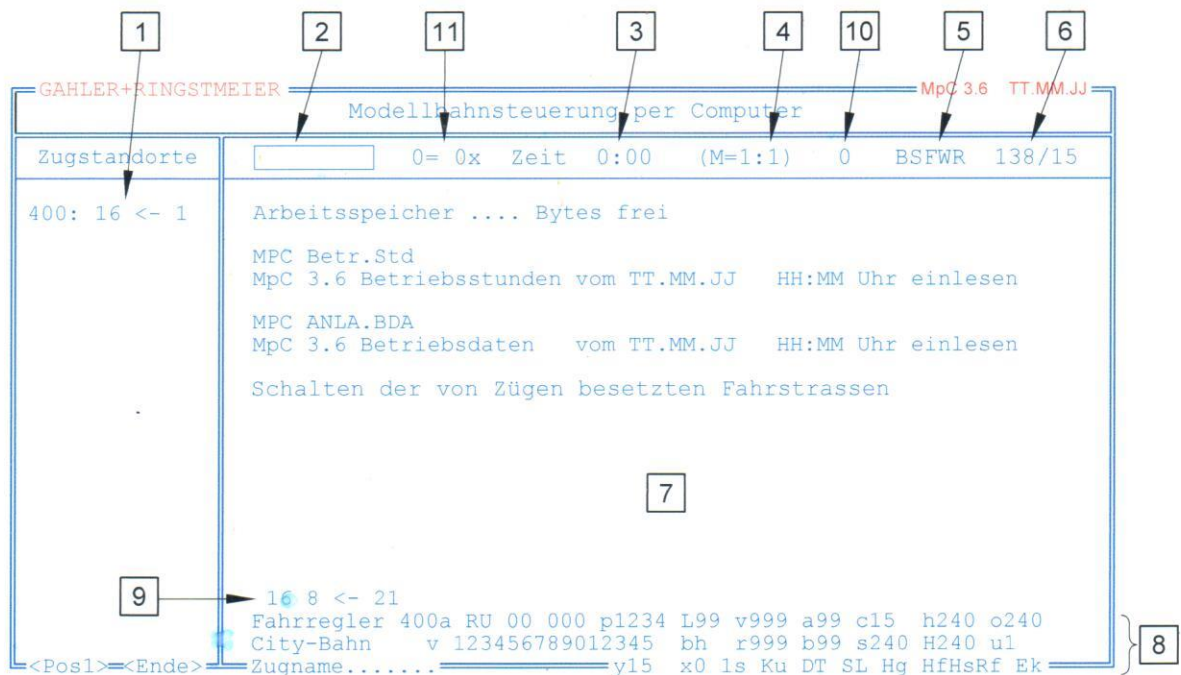 1 2 11 3 4 10 5 6
GAHLER+RINGSTMEIER MpC 3.6 TT.MM.JJ
Modellbahnsteuerung per Computer
Zugstandorte 0= 0x Zeit 0:00 (M=1:1) 0 BSFWR 138/15
400: 16 <- 1 Arbeitsspeicher .... Bytes frei
MPC Betr.Std
MpC 3.6 Betriebsstunden vom TT.MM.JJ HH:MM Uhr einlesen
MPC ANLA.BDA
MpC 3.6 Betriebsdaten vom TT.MM.JJ HH:MM Uhr einlesen
Schalten der von Zügen besetzten Fahrstrassen
7
9 16 8 <- 21
Fahrregler 400a RU 00 000 p1234 L99 v999 a99 c15 h240 o240
City-Bahn v 123456789012345 bh r999 b99 s240 H240 u1
8
<Pos1> <Ende> Zugname....... y15 x0 ls Ku DT SL Hg HfHsRf Ek